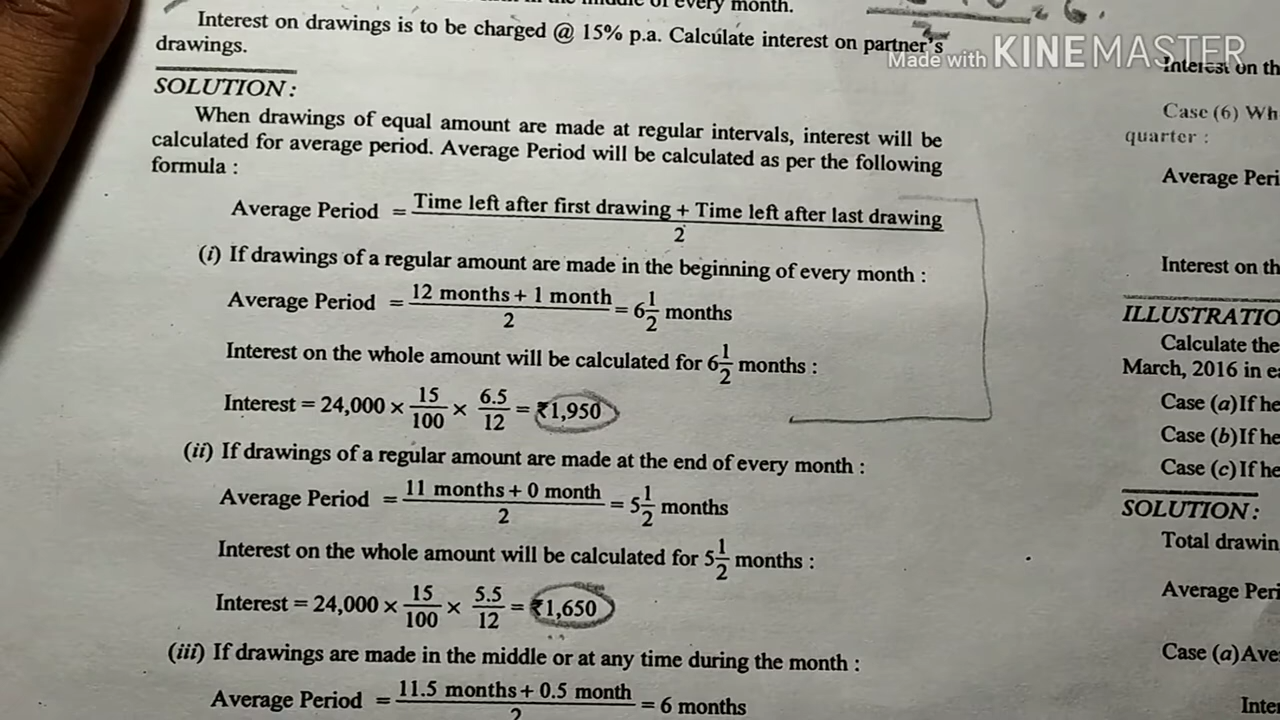 of every month.
Interest on drawings is to be charged @ 15% p.a. Calculate interest on partner's
drawings.
SOLUTION :
When drawings of equal amount are made at regular intervals, interest will be
calculated for average period. Average Period will be calculated as per the following
formula :
Average Period = Time left after first drawing + Time left after last drawing / 2
(i) If drawings of a regular amount are made in the beginning of every month :
Average Period = 12 months + 1 month / 2 = 6 1/2 months
Interest on the whole amount will be calculated for 6 1/2 months :
Interest = 24,000 × 15/100 × 6.5/12 = ₹1,950
(ii) If drawings of a regular amount are made at the end of every month :
Average Period = 11 months + 0 month / 2 = 5 1/2 months
Interest on the whole amount will be calculated for 5 1/2 months :
Interest = 24,000 × 15/100 × 5.5/12 = ₹1,650
(iii) If drawings are made in the middle or at any time during the month :
Average Period = 11.5 months + 0.5 month / 2 = 6 months
Made with KINEMASTER
Interest on th
Case (6) Wh
quarter :
Average Peri
Interest on th
ILLUSTRATIO
Calculate the
March, 2016 in ea
Case (a) If he
Case (b) If he
Case (c) If he
SOLUTION :
Total drawin
Average Peri
Case (a) Ave
Inter